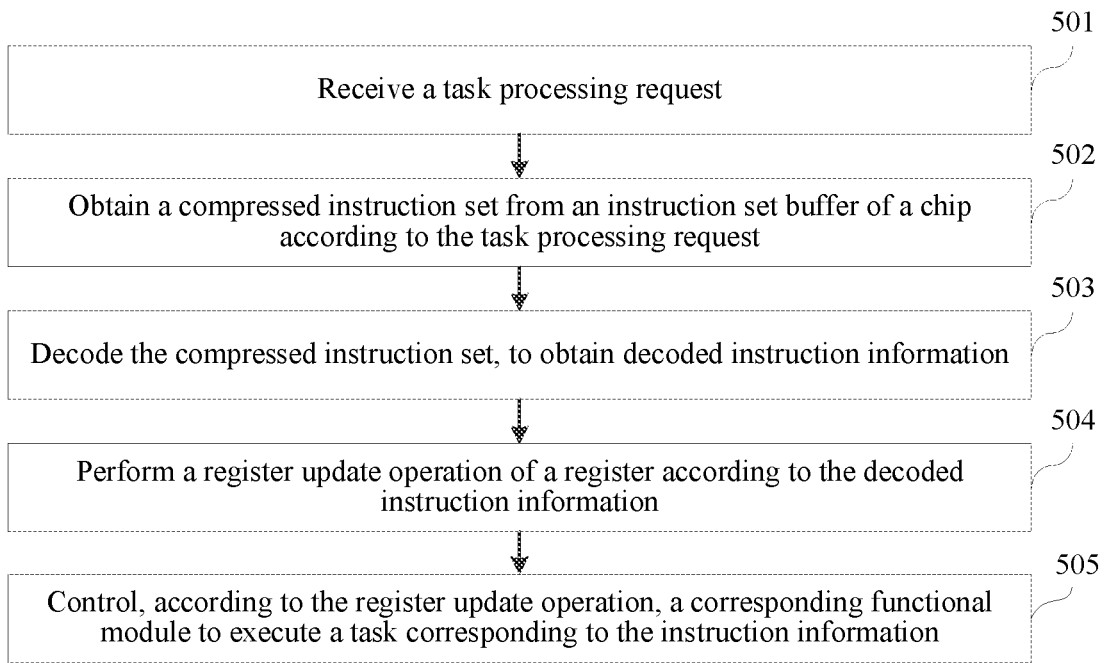 501
Receive a task processing request
502
Obtain a compressed instruction set from an instruction set buffer of a chip
according to the task processing request
503
Decode the compressed instruction set, to obtain decoded instruction information
504
Perform a register update operation of a register according to the decoded
instruction information
505
Control, according to the register update operation, a corresponding functional
module to execute a task corresponding to the instruction information